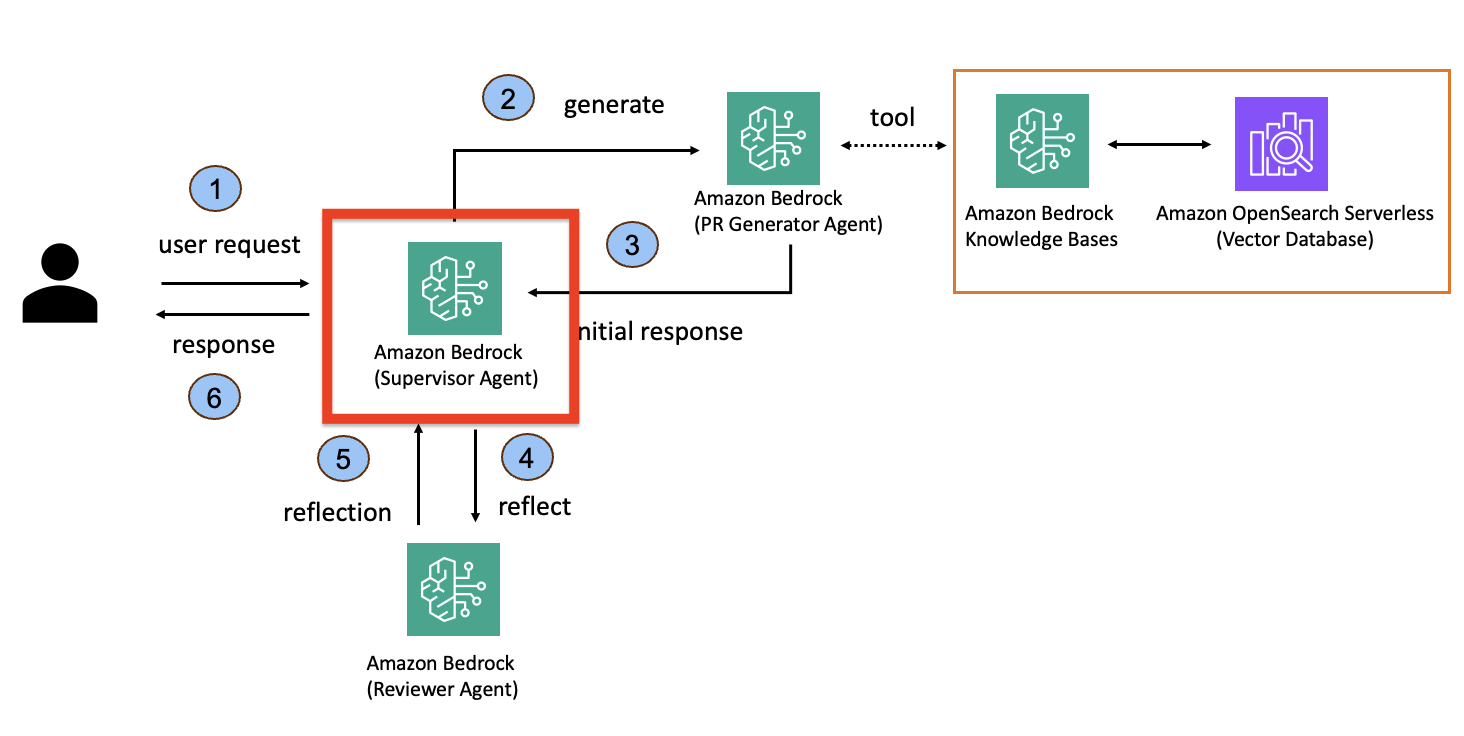 1
user request
response
6
2
generate
Amazon Bedrock
(PR Generator Agent)
tool
Amazon Bedrock
Knowledge Bases
Amazon OpenSearch Serverless
(Vector Database)
3
nitial response
Amazon Bedrock
(Supervisor Agent)
5
reflection
4
reflect
Amazon Bedrock
(Reviewer Agent)